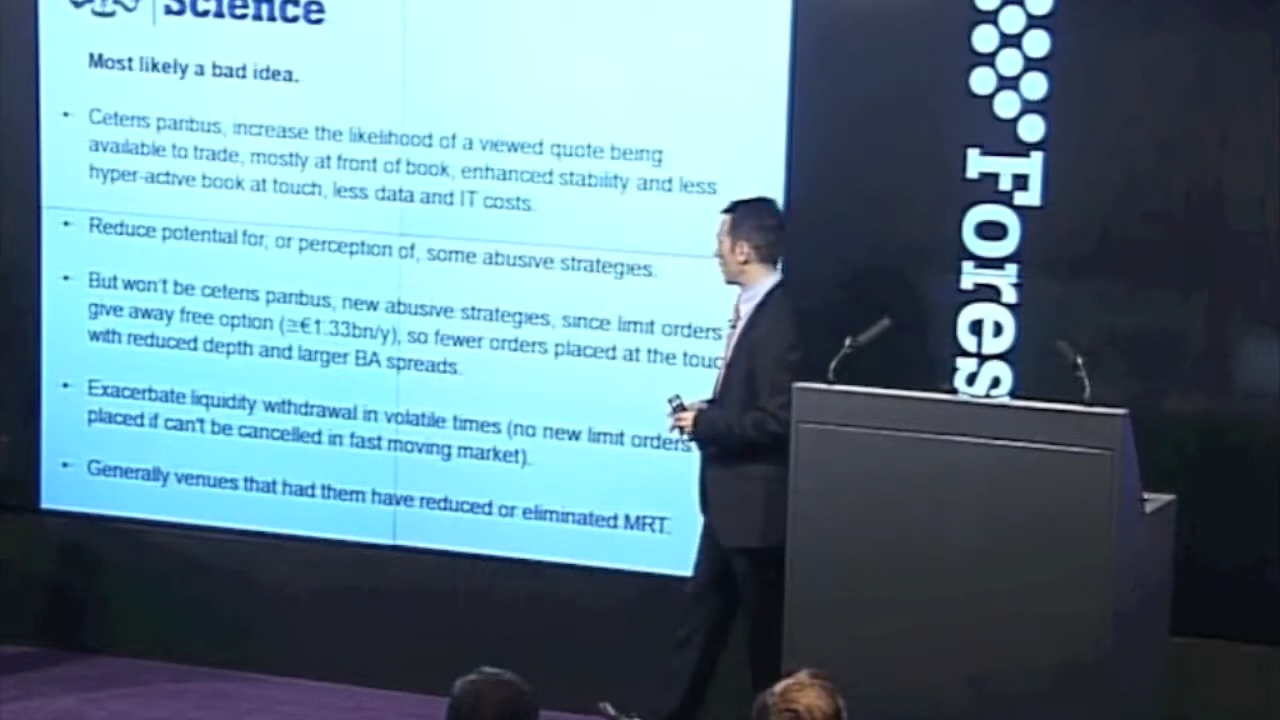 Science
Most likely a bad idea.
• Ceteris paribus, increase the likelihood of a viewed quote being
available to trade, mostly at front of book, enhanced stability and less
hyper-active book at touch, less data and IT costs.
• Reduce potential for, or perception of, some abusive strategies.
• But won't be ceteris paribus, new abusive strategies, since limit orders
give away free option (≅€1.33bn/y), so fewer orders placed at the touc
with reduced depth and larger BA spreads.
• Exacerbate liquidity withdrawal in volatile times (no new limit orders
placed if can't be cancelled in fast moving market).
• Generally venues that had them have reduced or eliminated MRT.
Fores